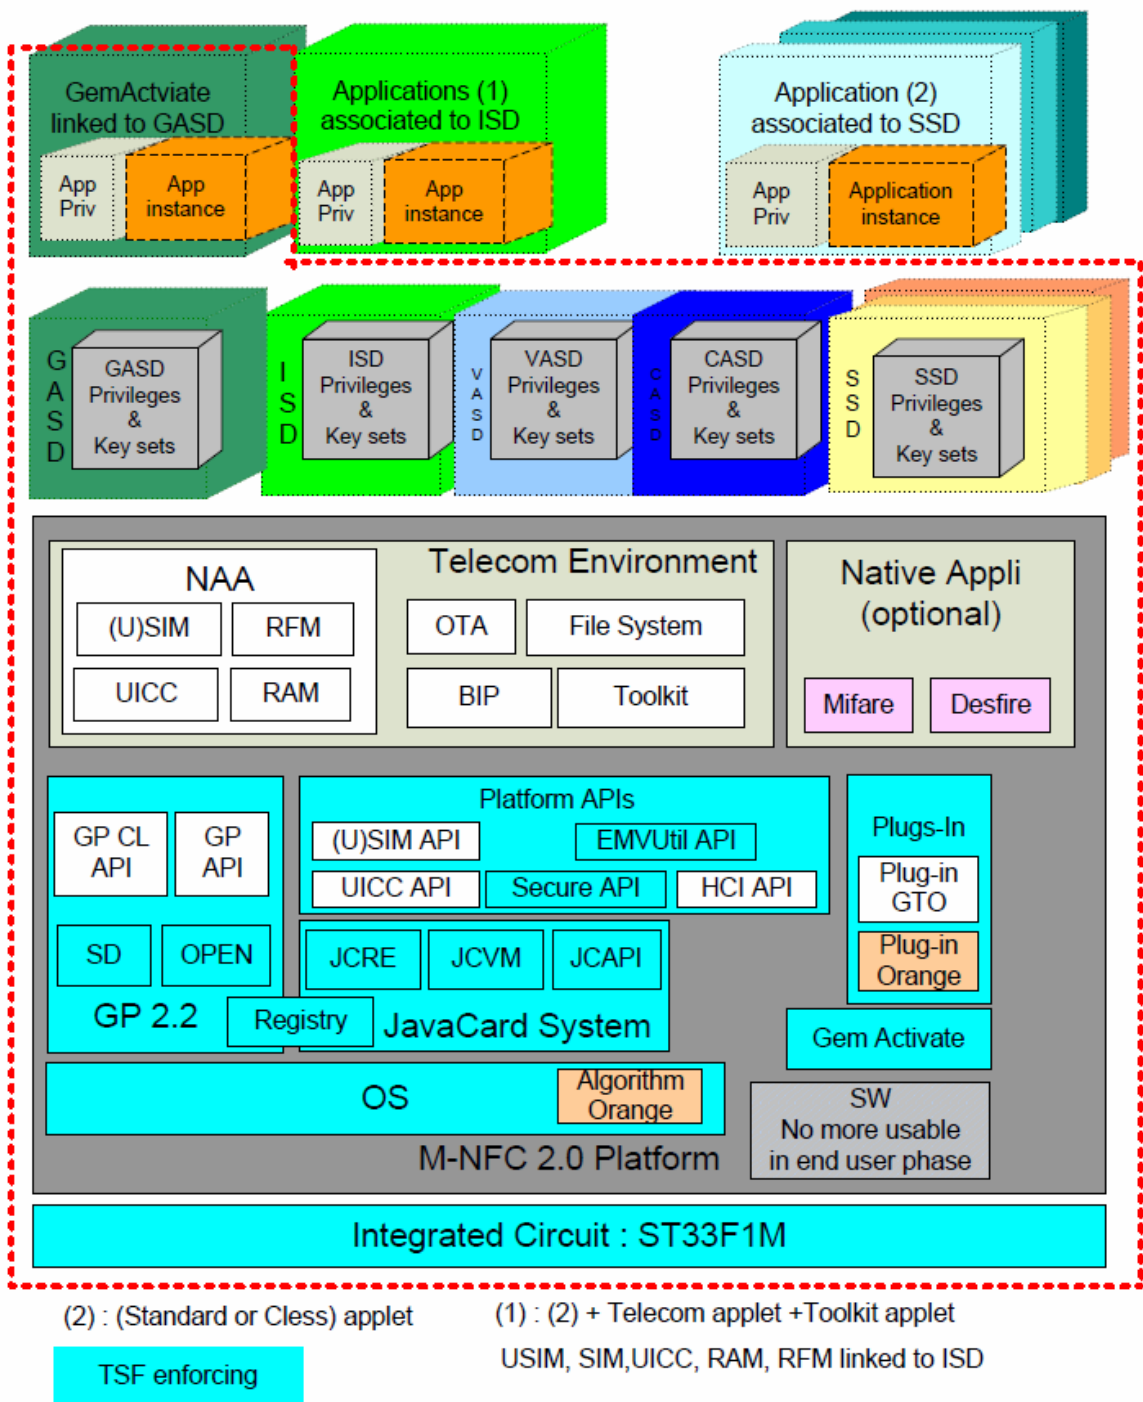 GemActviate
linked to GASD
App
Priv
App
instance
Applications (1)
associated to ISD
App
Priv
App
instance
Application (2)
associated to SSD
App
Priv
Application
instance
GASD
GASD
Privileges
&
Key sets
ISD
ISD
Privileges
&
Key sets
VASD
VASD
Privileges
&
Key sets
CASD
CASD
Privileges
&
Key sets
SSD
SSD
Privileges
&
Key sets
NAA
(U)SIM
RFM
UICC
RAM
Telecom Environment
OTA
File System
BIP
Toolkit
Native Appli
(optional)
Mifare
Desfire
GP CL
API
GP
API
SD
OPEN
GP 2.2
Registry
Platform APIs
(U)SIM API
EMVUtil API
UICC API
Secure API
HCI API
JCRE
JCVM
JCAPI
JavaCard System
Plugs-In
Plug-in
GTO
Plug-in
Orange
Gem Activate
OS
Algorithm
Orange
SW
No more usable
in end user phase
M-NFC 2.0 Platform
Integrated Circuit : ST33F1M
(2) : (Standard or Cless) applet
(1) : (2) + Telecom applet +Toolkit applet
USIM, SIM,UICC, RAM, RFM linked to ISD
TSF enforcing